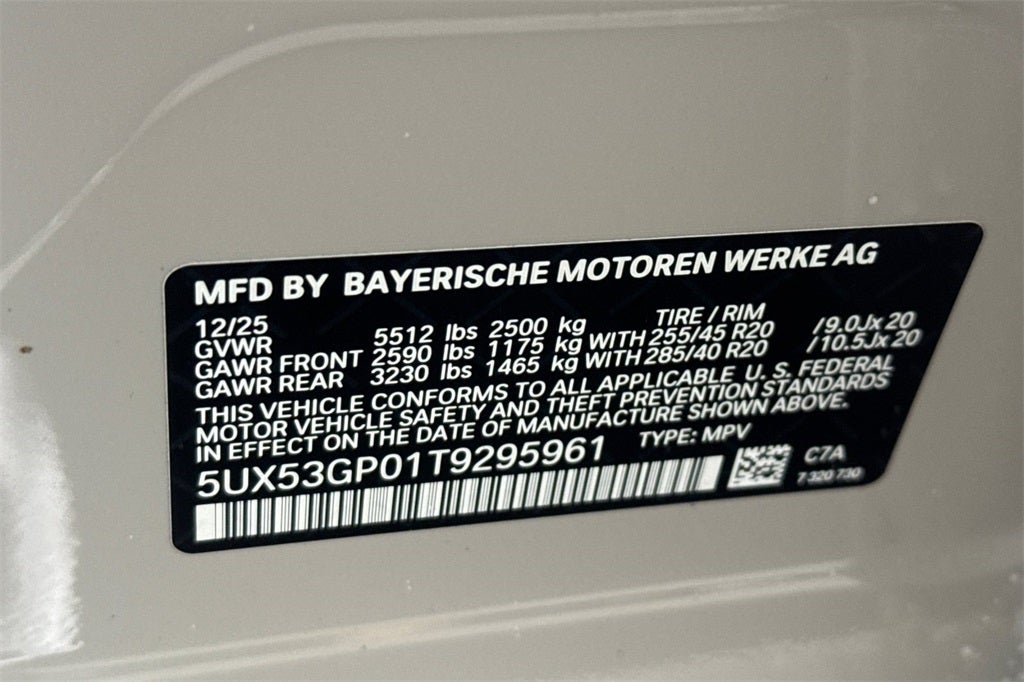 MFD BY BAYERISCHE MOTOREN WERKE AG
12/25 TIRE / RIM
GVWR 5512 lbs 2500 kg
GAWR FRONT 2590 lbs 1175 kg WITH 255/45 R20 /9.0Jx 20
GAWR REAR 3230 lbs 1465 kg WITH 285/40 R20 /10.5Jx 20
THIS VEHICLE CONFORMS TO ALL APPLICABLE U. S. FEDERAL
MOTOR VEHICLE SAFETY AND THEFT PREVENTION STANDARDS
IN EFFECT ON THE DATE OF MANUFACTURE SHOWN ABOVE.
5UX53GP01T9295961 TYPE: MPV C7A
7 320 730